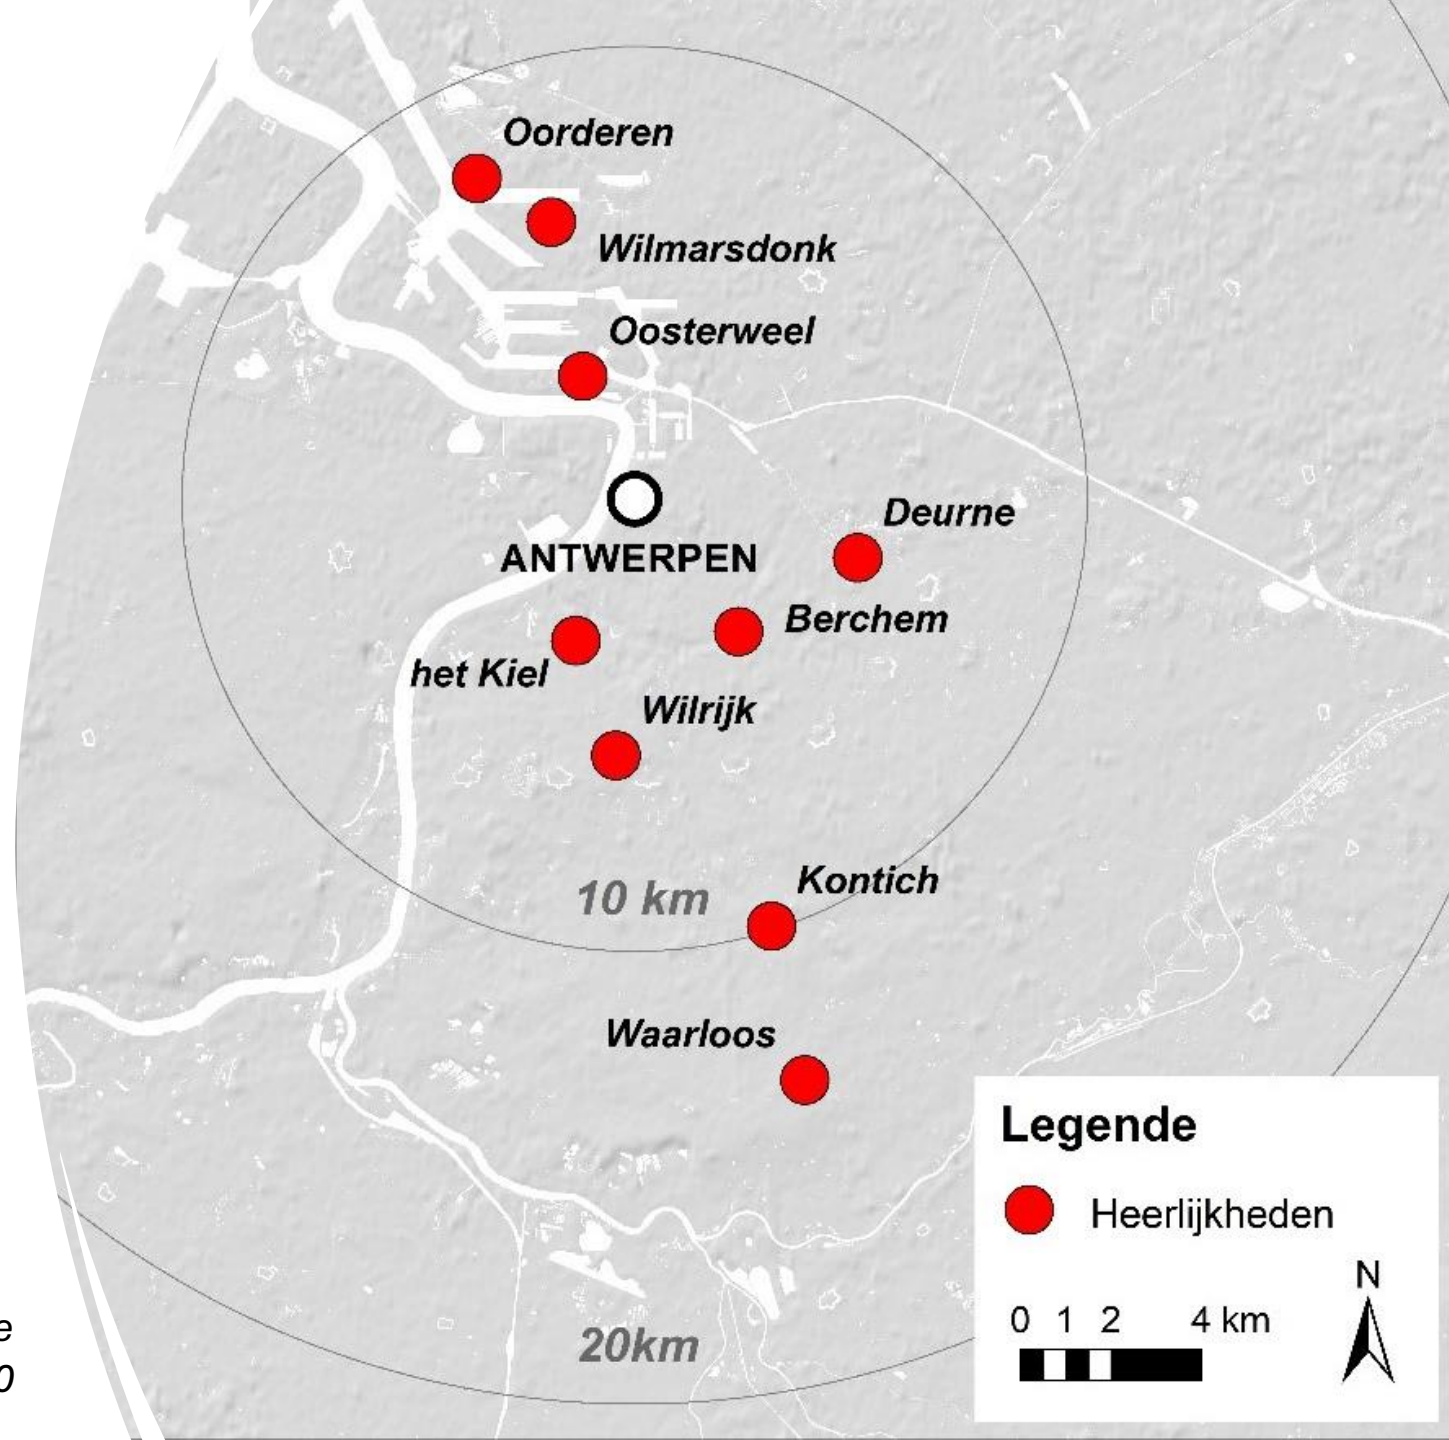 Oorderen
Wilmarsdonk
Oosterweel
Deurne
ANTWERPEN
Berchem
het Kiel
Wilrijk
Kontich
10 km
Waarloos
Legende
Heerlijkheden
N
0 1 2 4 km
20km
e
0